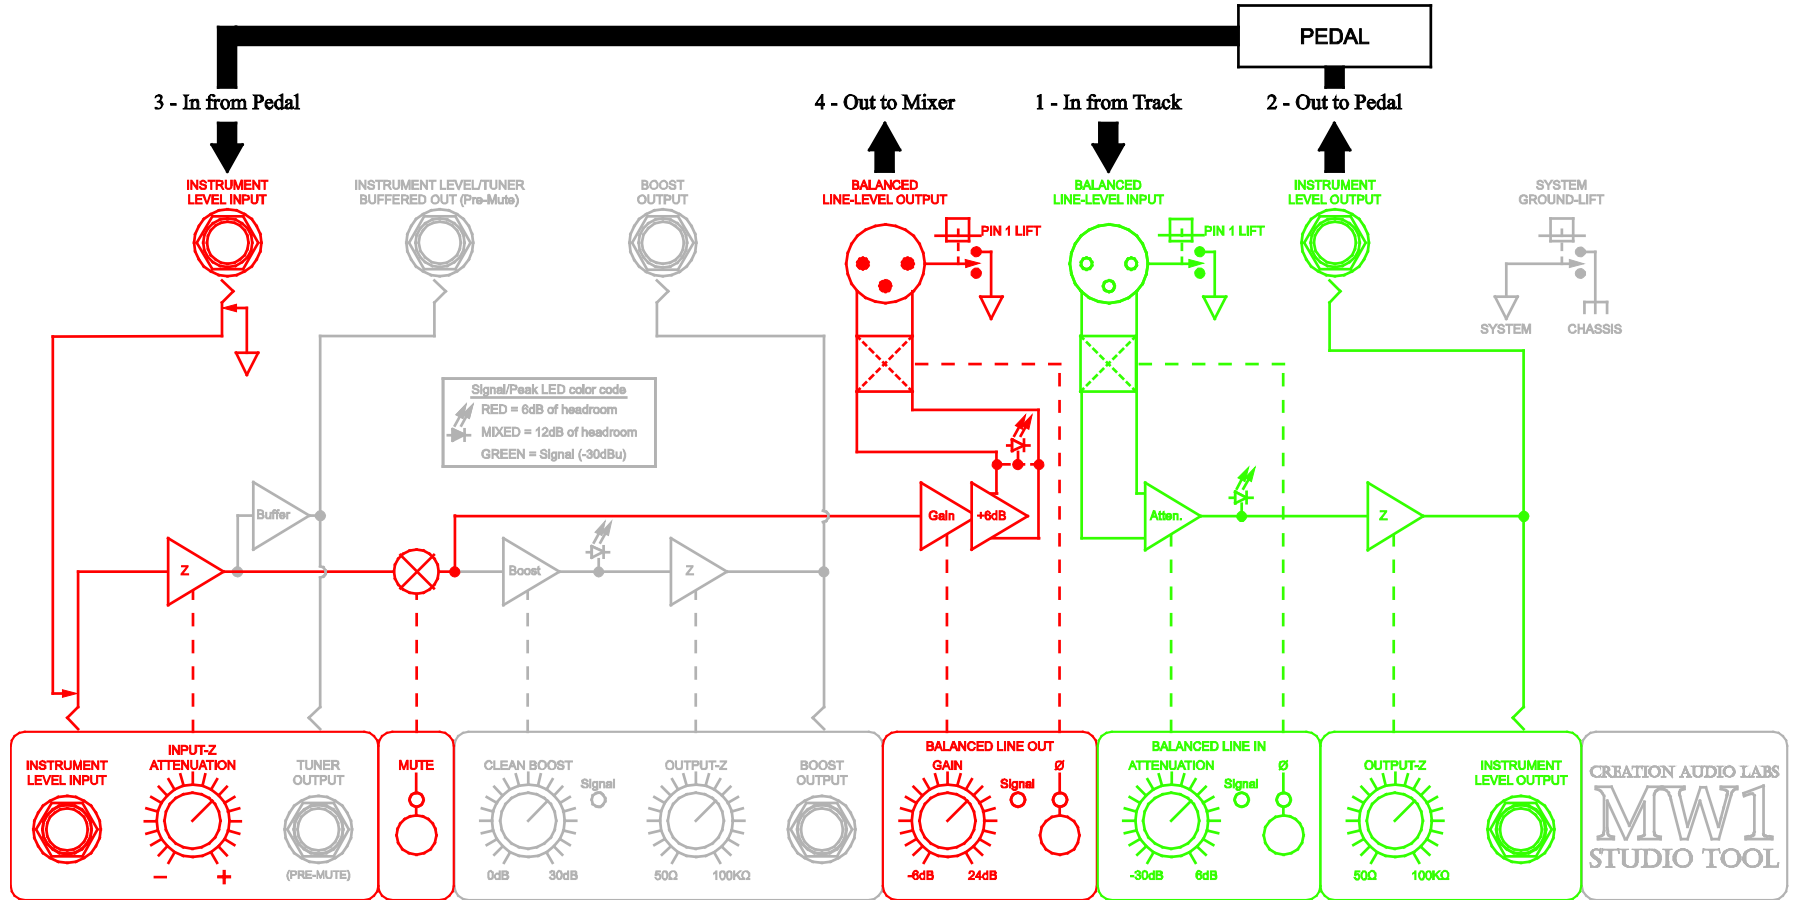 PEDAL
3 - In from Pedal
4 - Out to Mixer
1 - In from Track
2 - Out to Pedal
INSTRUMENT
LEVEL INPUT
INSTRUMENT LEVEL/TUNER
BUFFERED OUT (Pre-Mute)
BOOST
OUTPUT
BALANCED
LINE-LEVEL OUTPUT
PIN 1 LIFT
BALANCED
LINE-LEVEL INPUT
PIN 1 LIFT
INSTRUMENT
LEVEL OUTPUT
SYSTEM
GROUND-LIFT
SYSTEM
CHASSIS
Signal/Peak LED color code
RED = 6dB of headroom
MIXED = 12dB of headroom
GREEN = Signal (-30dBu)
Buffer
Gain
+6dB
Atten.
Z
Z
Boost
Z
INSTRUMENT
LEVEL INPUT
INPUT-Z
ATTENUATION
- +
TUNER
OUTPUT
(PRE-MUTE)
MUTE
CLEAN BOOST
0dB 30dB
Signal
OUTPUT-Z
50Ω 100KΩ
BOOST
OUTPUT
BALANCED LINE OUT
GAIN
-6dB 24dB
Signal
Ø
BALANCED LINE IN
ATTENUATION
-30dB 6dB
Signal
Ø
OUTPUT-Z
50Ω 100KΩ
INSTRUMENT
LEVEL OUTPUT
CREATION AUDIO LABS
MW1
STUDIO TOOL